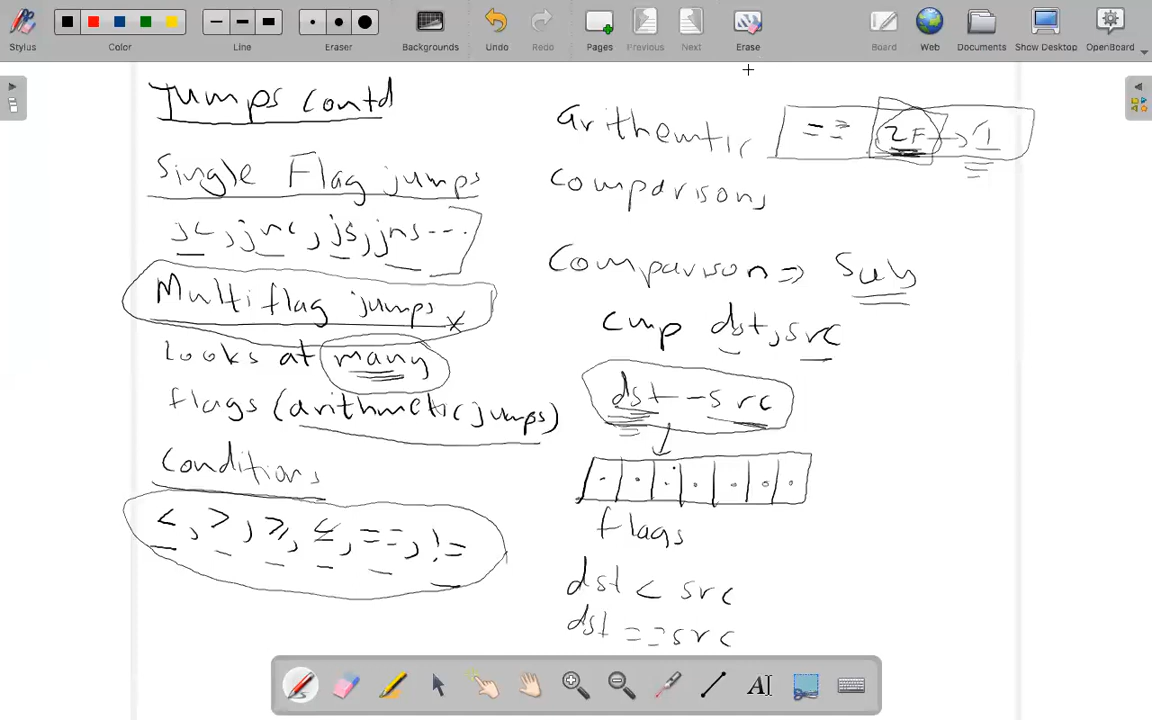 Stylus
Color
Line
Eraser
Backgrounds
Undo
Redo
Pages
Previous
Next
Erase
Board
Web
Documents
Show Desktop
OpenBoard
Jumps contd
Single Flag jumps
jc, jnc, js, jns ---..
Multiflag jumps
looks at many
flags (arithmetic jumps)
Conditions
<, >, ≥, ≤, ==, !=
arithemtic
== => ZF → 1
comparisons
Comparison => Sub
cmp dst, src
dst - src
flags
dst < src
dst == src